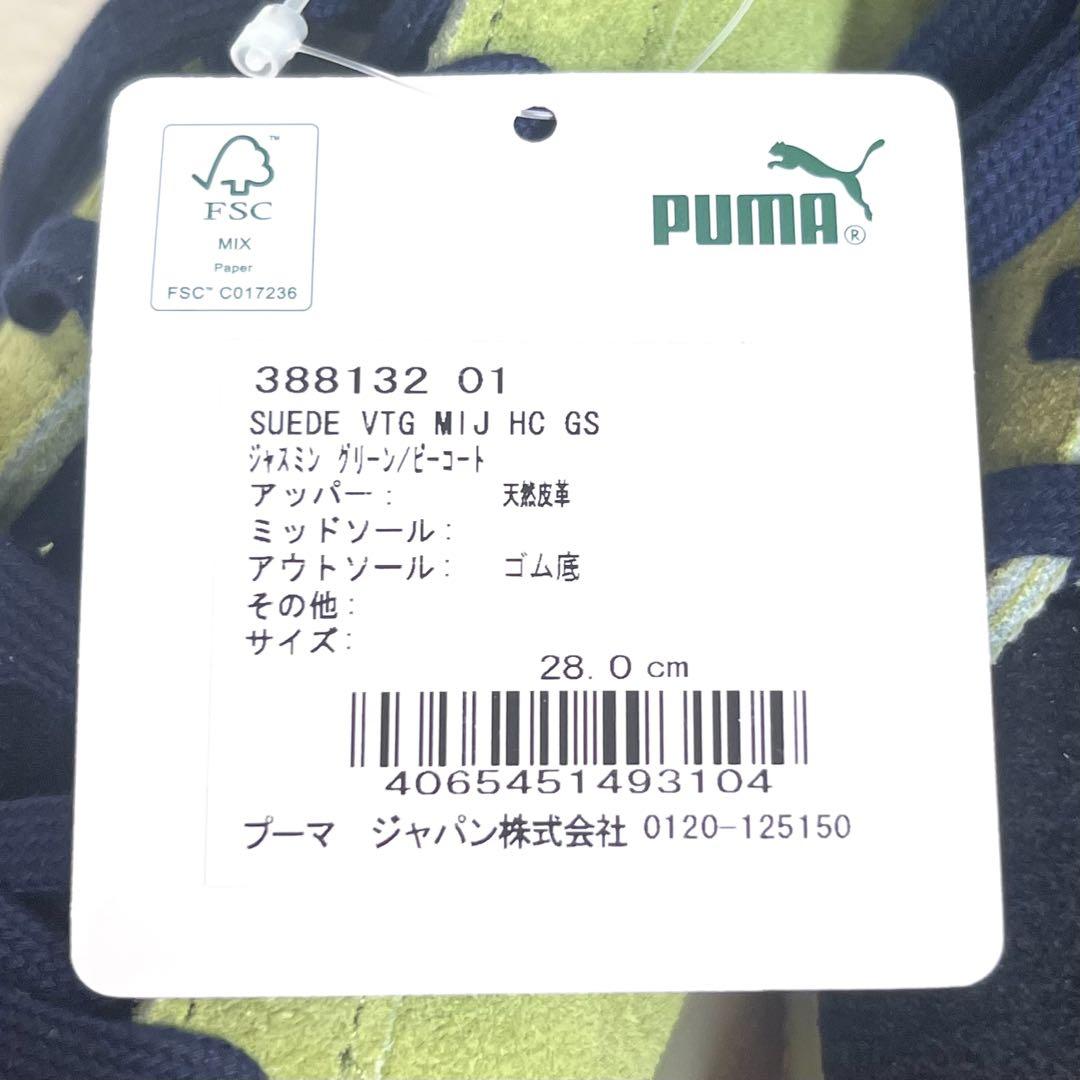 FSC™
MIX
Paper
FSC™ C017236
PUMA®
388132 01
SUEDE VTG MIJ HC GS
ジャスミン グリーン/ピーコート
アッパー: 天然皮革
ミッドソール:
アウトソール: ゴム底
その他:
サイズ:
28.0 cm
4065451493104
プーマ ジャパン株式会社 0120-125150